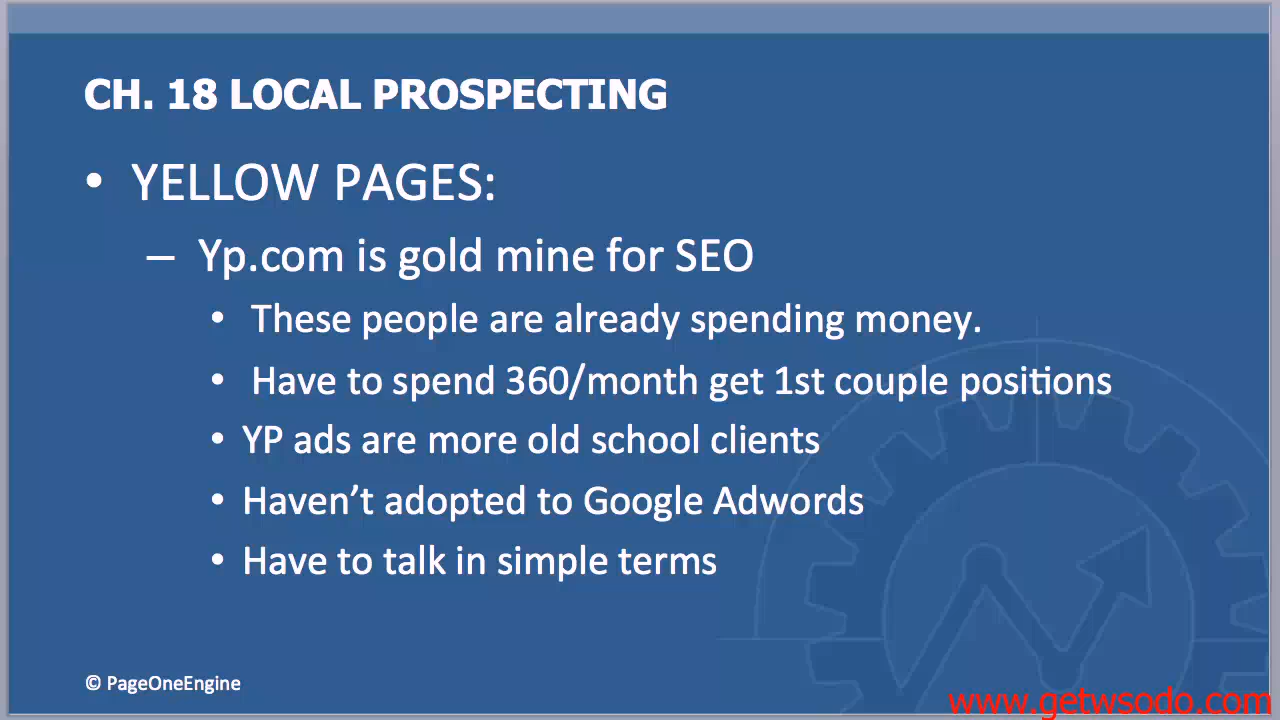 CH. 18 LOCAL PROSPECTING
• YELLOW PAGES:
– Yp.com is gold mine for SEO
• These people are already spending money.
• Have to spend 360/month get 1st couple positions
• YP ads are more old school clients
• Haven’t adopted to Google Adwords
• Have to talk in simple terms
© PageOneEngine
www.getwsodo.com